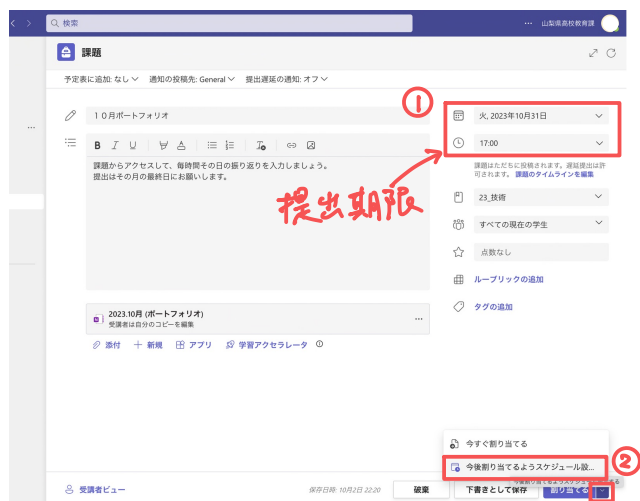 検索
山梨県高校教育課
課題
予定表に追加: なし
通知の投稿先: General
提出遅延の通知: オフ
10月ポートフォリオ
B I U
課題からアクセスして、毎時間その日の振り返りを入力しましょう。
提出はその月の最終日にお願いします。
2023.10月 (ポートフォリオ)
受講者は自分のコピーを編集
添付
新規
アプリ
学習アクセラレータ
①
火, 2023年10月31日
17:00
提出期限
課題はただちに投稿されます。遅延提出は許
可されます。 課題のタイムラインを編集
23_技術
すべての現在の学生
点数なし
ルーブリックの追加
タグの追加
今すぐ割り当てる
今後割り当てるようスケジュール設...
②
受講者ビュー
保存日時: 10月2日 22:20
破棄
下書きとして保存
割り当てる